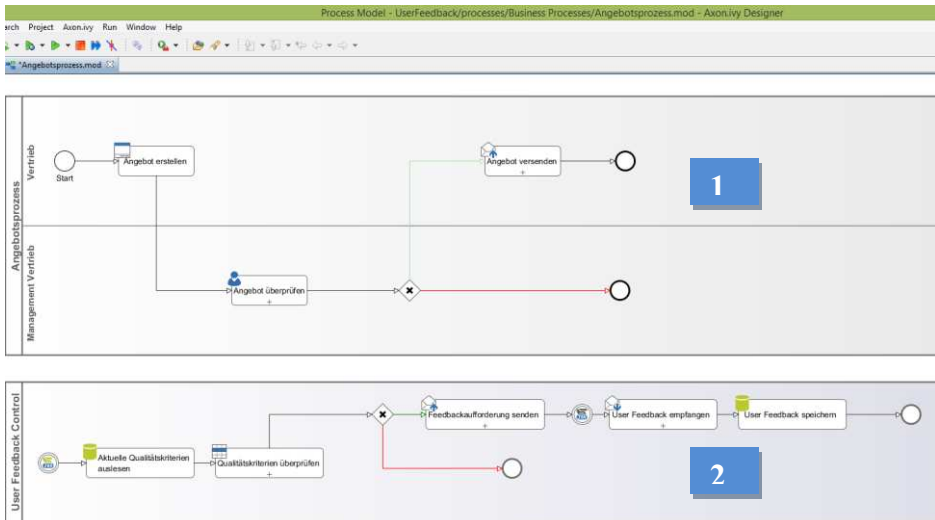 Process Model - UserFeedback/processes/Business Processes/Angebotsprozess.mod - Axon.ivy Designer
arch Project Axon.ivy Run Window Help
*Angebotsprozess.mod
Angebotsprozess
Vertrieb
Start
Angebot erstellen
Angebot versenden
+
1
Management Vertrieb
Angebot überprüfen
+
User Feedback Control
Aktuelle Qualitätskriterien
auslesen
Qualitätskriterien überprüfen
+
Feedbackaufforderung senden
+
User Feedback empfangen
+
User Feedback speichern
2